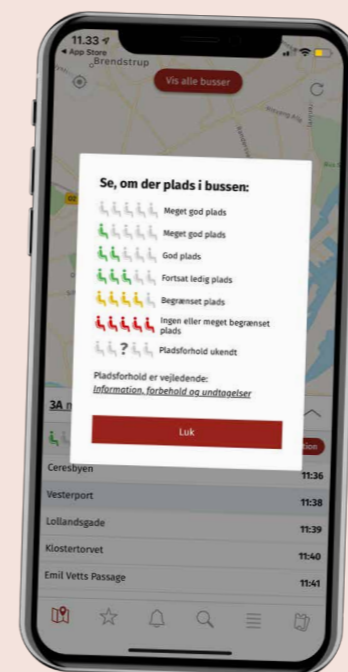 11.33
App Store
Brendstrup
Vis alle busser
Se, om der plads i bussen:
Meget god plads
Meget god plads
God plads
Fortsat ledig plads
Begrænset plads
Ingen eller meget begrænset
plads
? Pladsforhold ukendt
Pladsforhold er vejledende:
Information, forbehold og undtagelser
3A
Luk
Ceresbyen 11:36
Vesterport 11:38
Lollandsgade 11:39
Klostertorvet 11:40
Emil Vetts Passage 11:41